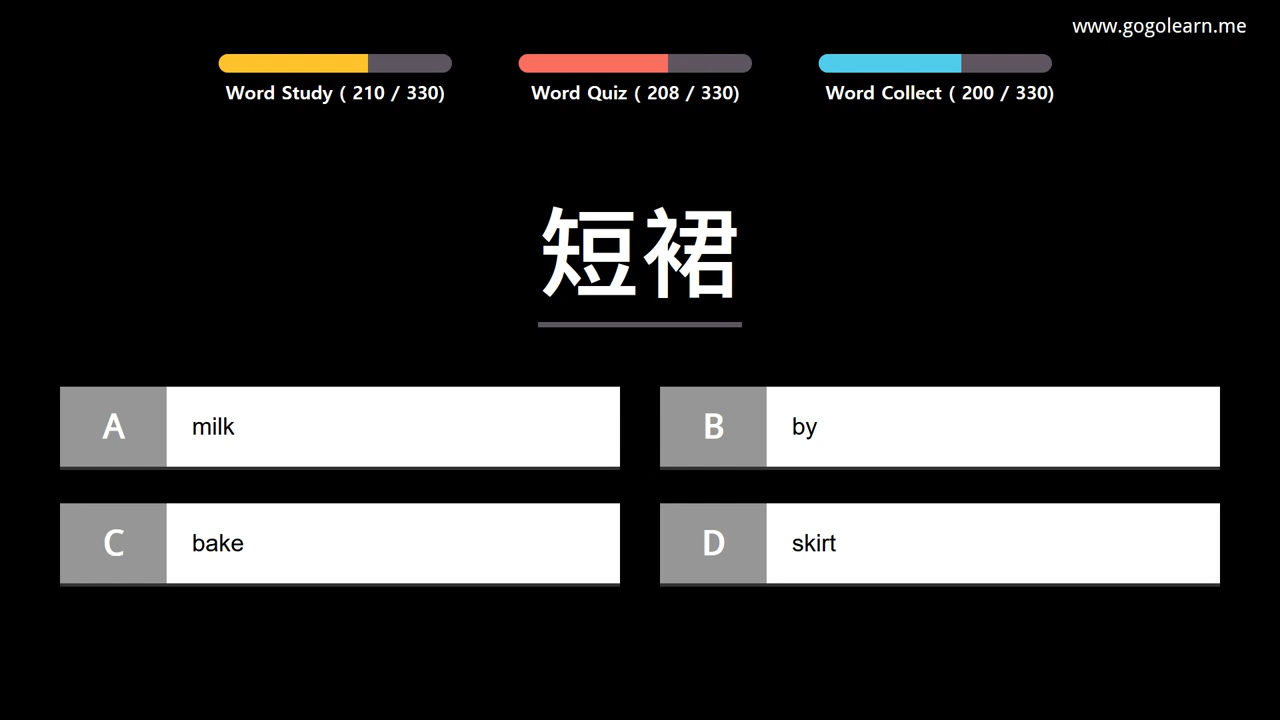 www.gogolearn.me
Word Study ( 210 / 330)
Word Quiz ( 208 / 330)
Word Collect ( 200 / 330)
短裙
A milk
B by
C bake
D skirt